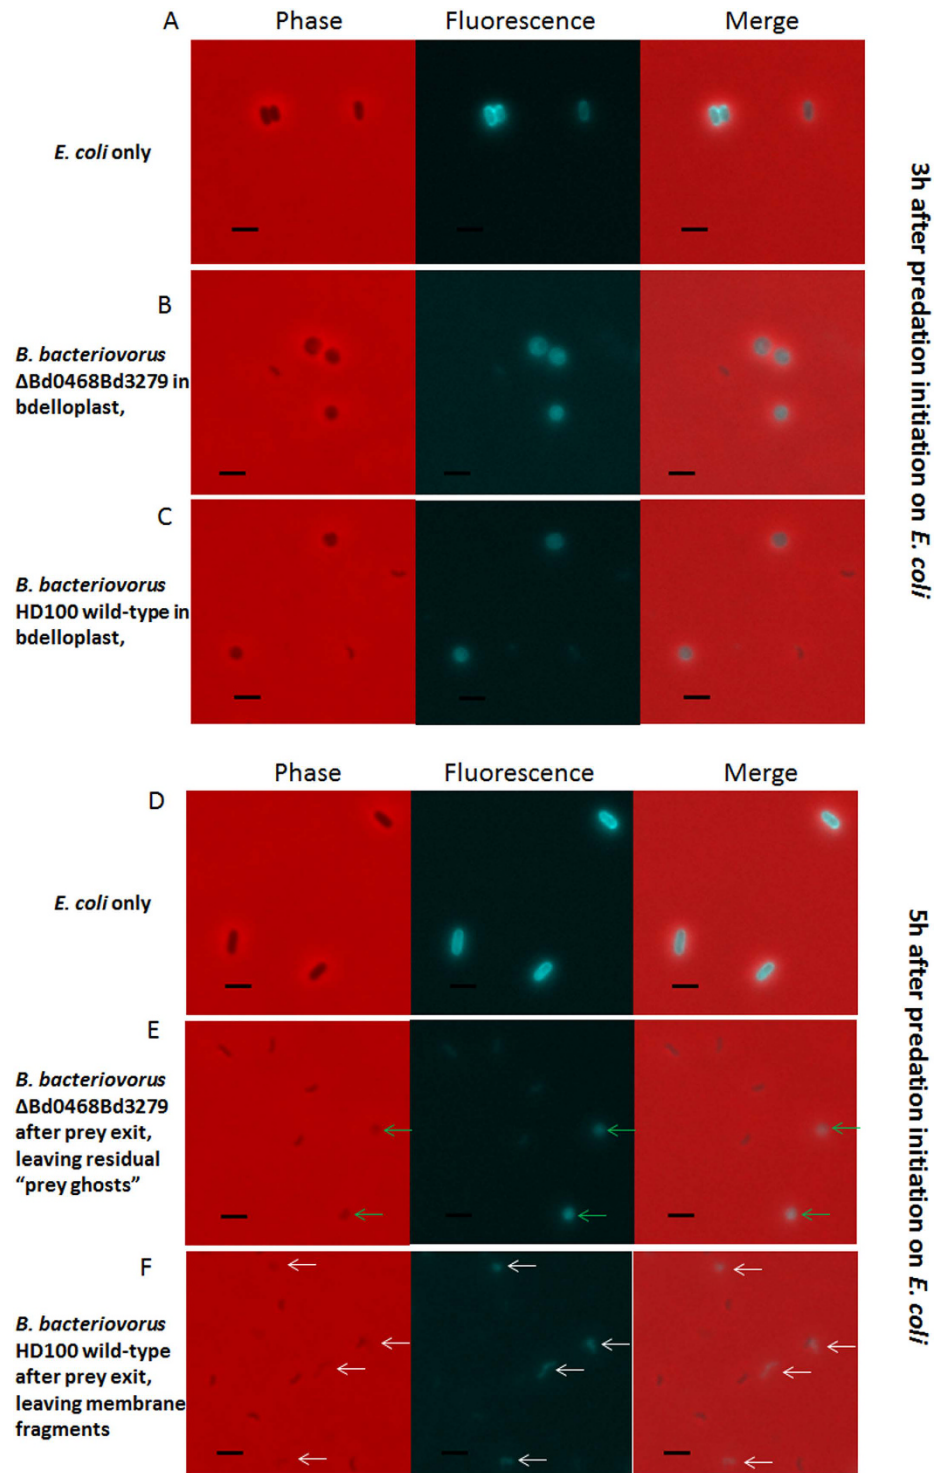 A
Phase
Fluorescence
Merge
E. coli only
B
B. bacteriovorus
ΔBd0468Bd3279 in
bdelloplast,
C
B. bacteriovorus
HD100 wild-type in
bdelloplast,
3h after predation initiation on E. coli
Phase
Fluorescence
Merge
D
E. coli only
E
B. bacteriovorus
ΔBd0468Bd3279
after prey exit,
leaving residual
“prey ghosts”
F
B. bacteriovorus
HD100 wild-type
after prey exit,
leaving membrane
fragments
5h after predation initiation on E. coli